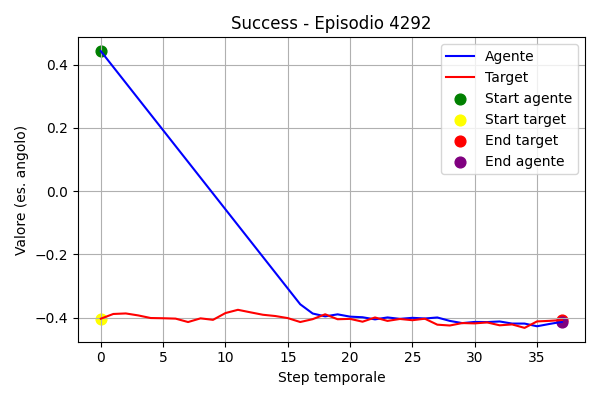 Success - Episodio 4292
Valore (es. angolo)
0.4
0.2
0.0
−0.2
−0.4
0
5
10
15
20
25
30
35
Step temporale
Agente
Target
Start agente
Start target
End target
End agente